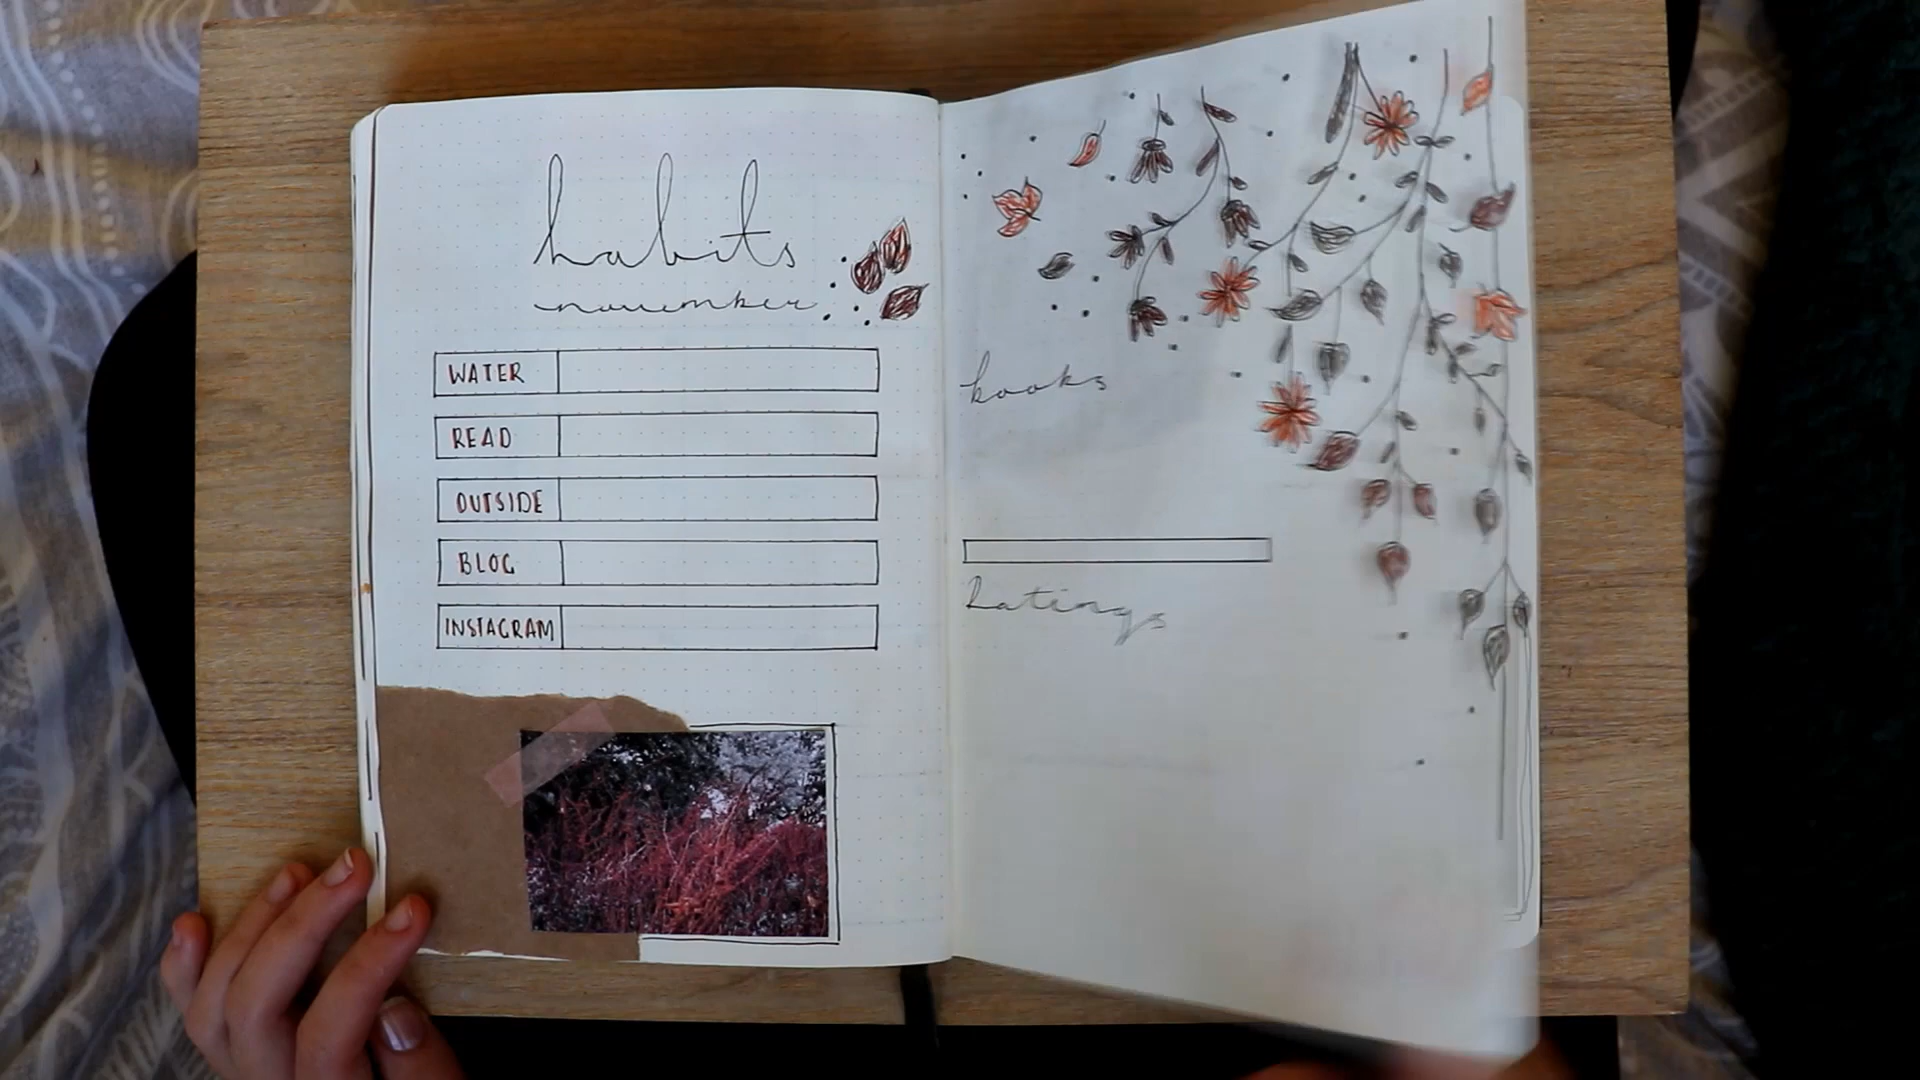 habits
november
WATER
READ
OUTSIDE
BLOG
INSTAGRAM
books
Ratings